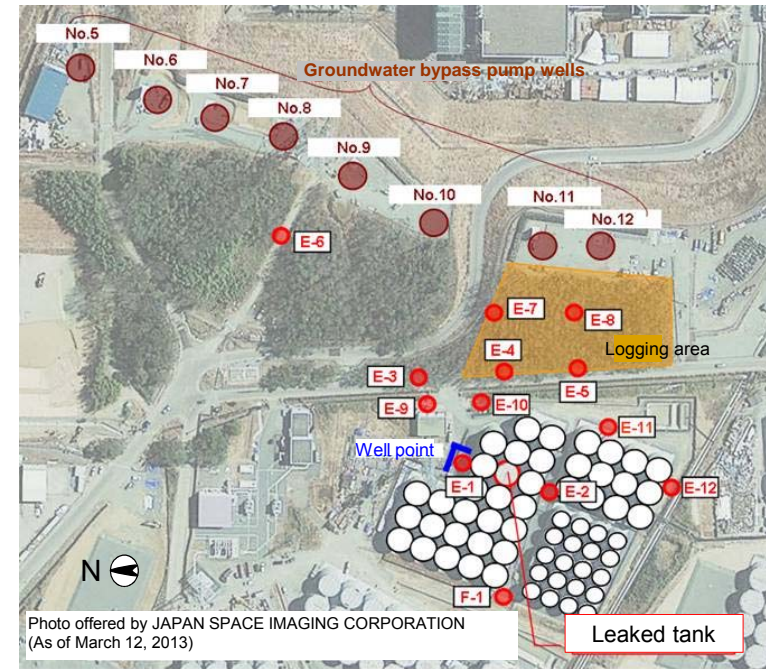 No.5
No.6
No.7
Groundwater bypass pump wells
No.8
No.9
No.10
No.11
No.12
E-6
E-7
E-8
E-4
Logging area
E-3
E-5
E-9
E-10
E-11
Well point
E-1
E-2
E-12
N
F-1
Photo offered by JAPAN SPACE IMAGING CORPORATION
(As of March 12, 2013)
Leaked tank